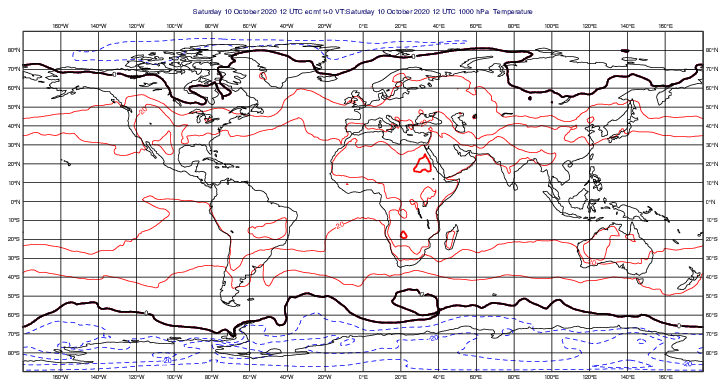 Saturday 10 October 2020 12 UTC ecmf t+0 VT:Saturday 10 October 2020 12 UTC 1000 hPa Temperature
160°W 140°W 120°W 100°W 80°W 60°W 40°W 20°W 0°E 20°E 40°E 60°E 80°E 100°E 120°E 140°E 160°E
80°N 80°N
70°N 70°N
60°N 60°N
50°N 50°N
40°N 40°N
30°N 30°N
20°N 20°N
10°N 10°N
0°N 0°N
10°S 10°S
20°S 20°S
30°S 30°S
40°S 40°S
50°S 50°S
60°S 60°S
70°S 70°S
80°S 80°S
160°W 140°W 120°W 100°W 80°W 60°W 40°W 20°W 0°E 20°E 40°E 60°E 80°E 100°E 120°E 140°E 160°E